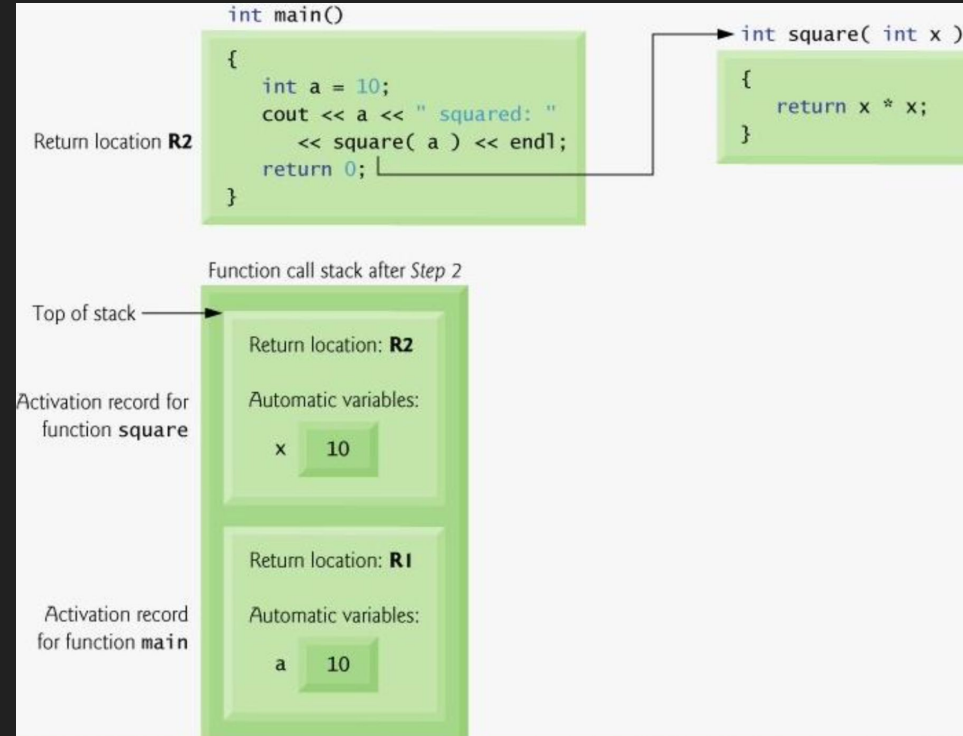 int main()
{
int a = 10;
cout << a << " squared: "
<< square( a ) << endl;
return 0;
}
Return location R2
int square( int x )
{
return x * x;
}
Function call stack after Step 2
Top of stack
Return location: R2
Automatic variables:
x 10
Activation record for
function square
Return location: R1
Automatic variables:
a 10
Activation record
for function main